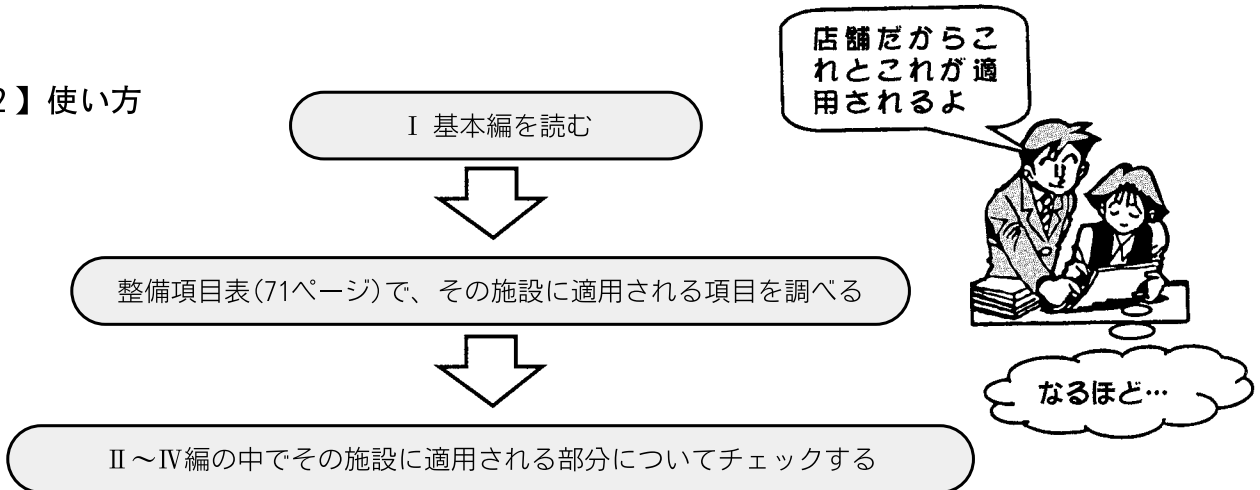 2】使い方
Ⅰ 基本編を読む
整備項目表(71ページ)で、その施設に適用される項目を調べる
Ⅱ～Ⅳ編の中でその施設に適用される部分についてチェックする
店舗だからこ
れとこれが適
用されるよ
なるほど…